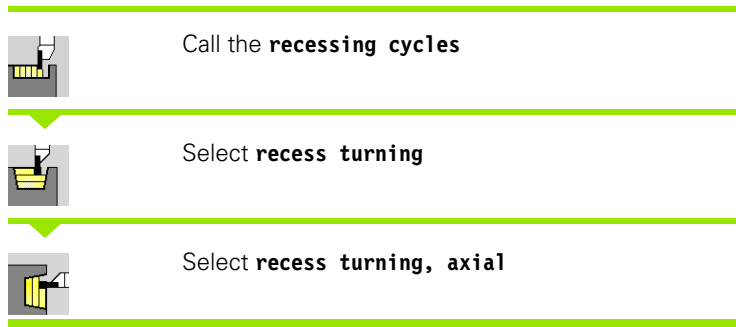 Call the recessing cycles
Select recess turning
Select recess turning, axial